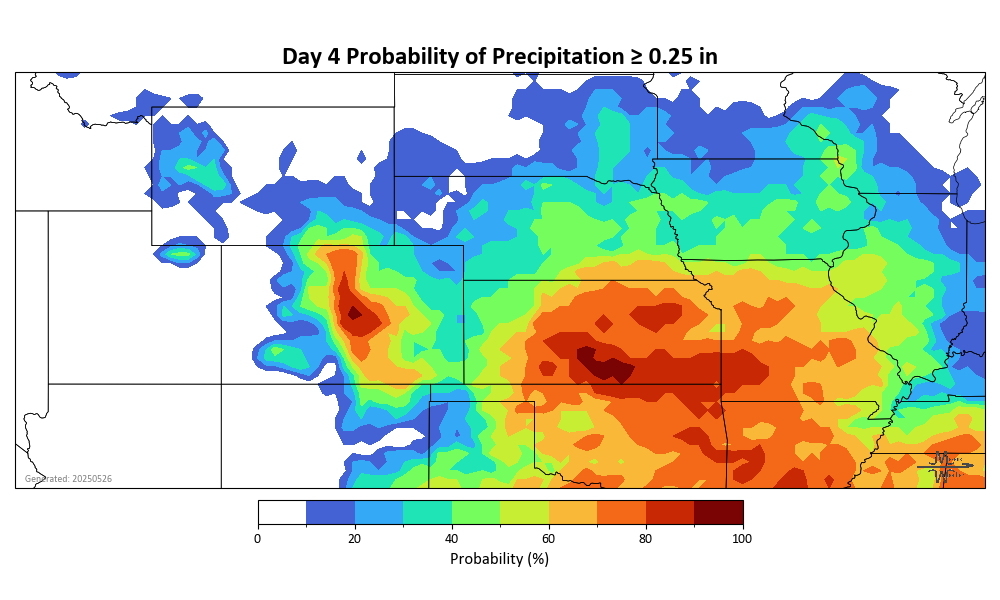 Day 4 Probability of Precipitation ≥ 0.25 in
Generated: 20250526
0 20 40 60 80 100
Probability (%)